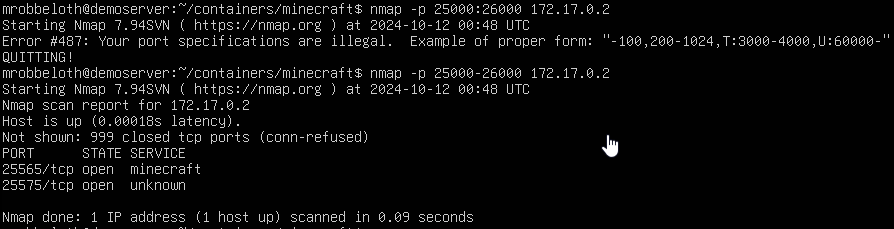 mrobbeloth@demoserver:~/containers/minecraft$ nmap -p 25000:26000 172.17.0.2
Starting Nmap 7.94SVN ( https://nmap.org ) at 2024-10-12 00:48 UTC
Error #487: Your port specifications are illegal.  Example of proper form: "-100,200-1024,T:3000-4000,U:60000-"
QUITTING!
mrobbeloth@demoserver:~/containers/minecraft$ nmap -p 25000-26000 172.17.0.2
Starting Nmap 7.94SVN ( https://nmap.org ) at 2024-10-12 00:48 UTC
Nmap scan report for 172.17.0.2
Host is up (0.00018s latency).
Not shown: 999 closed tcp ports (conn-refused)
PORT      STATE SERVICE
25565/tcp open  minecraft
25575/tcp open  unknown
Nmap done: 1 IP address (1 host up) scanned in 0.09 seconds